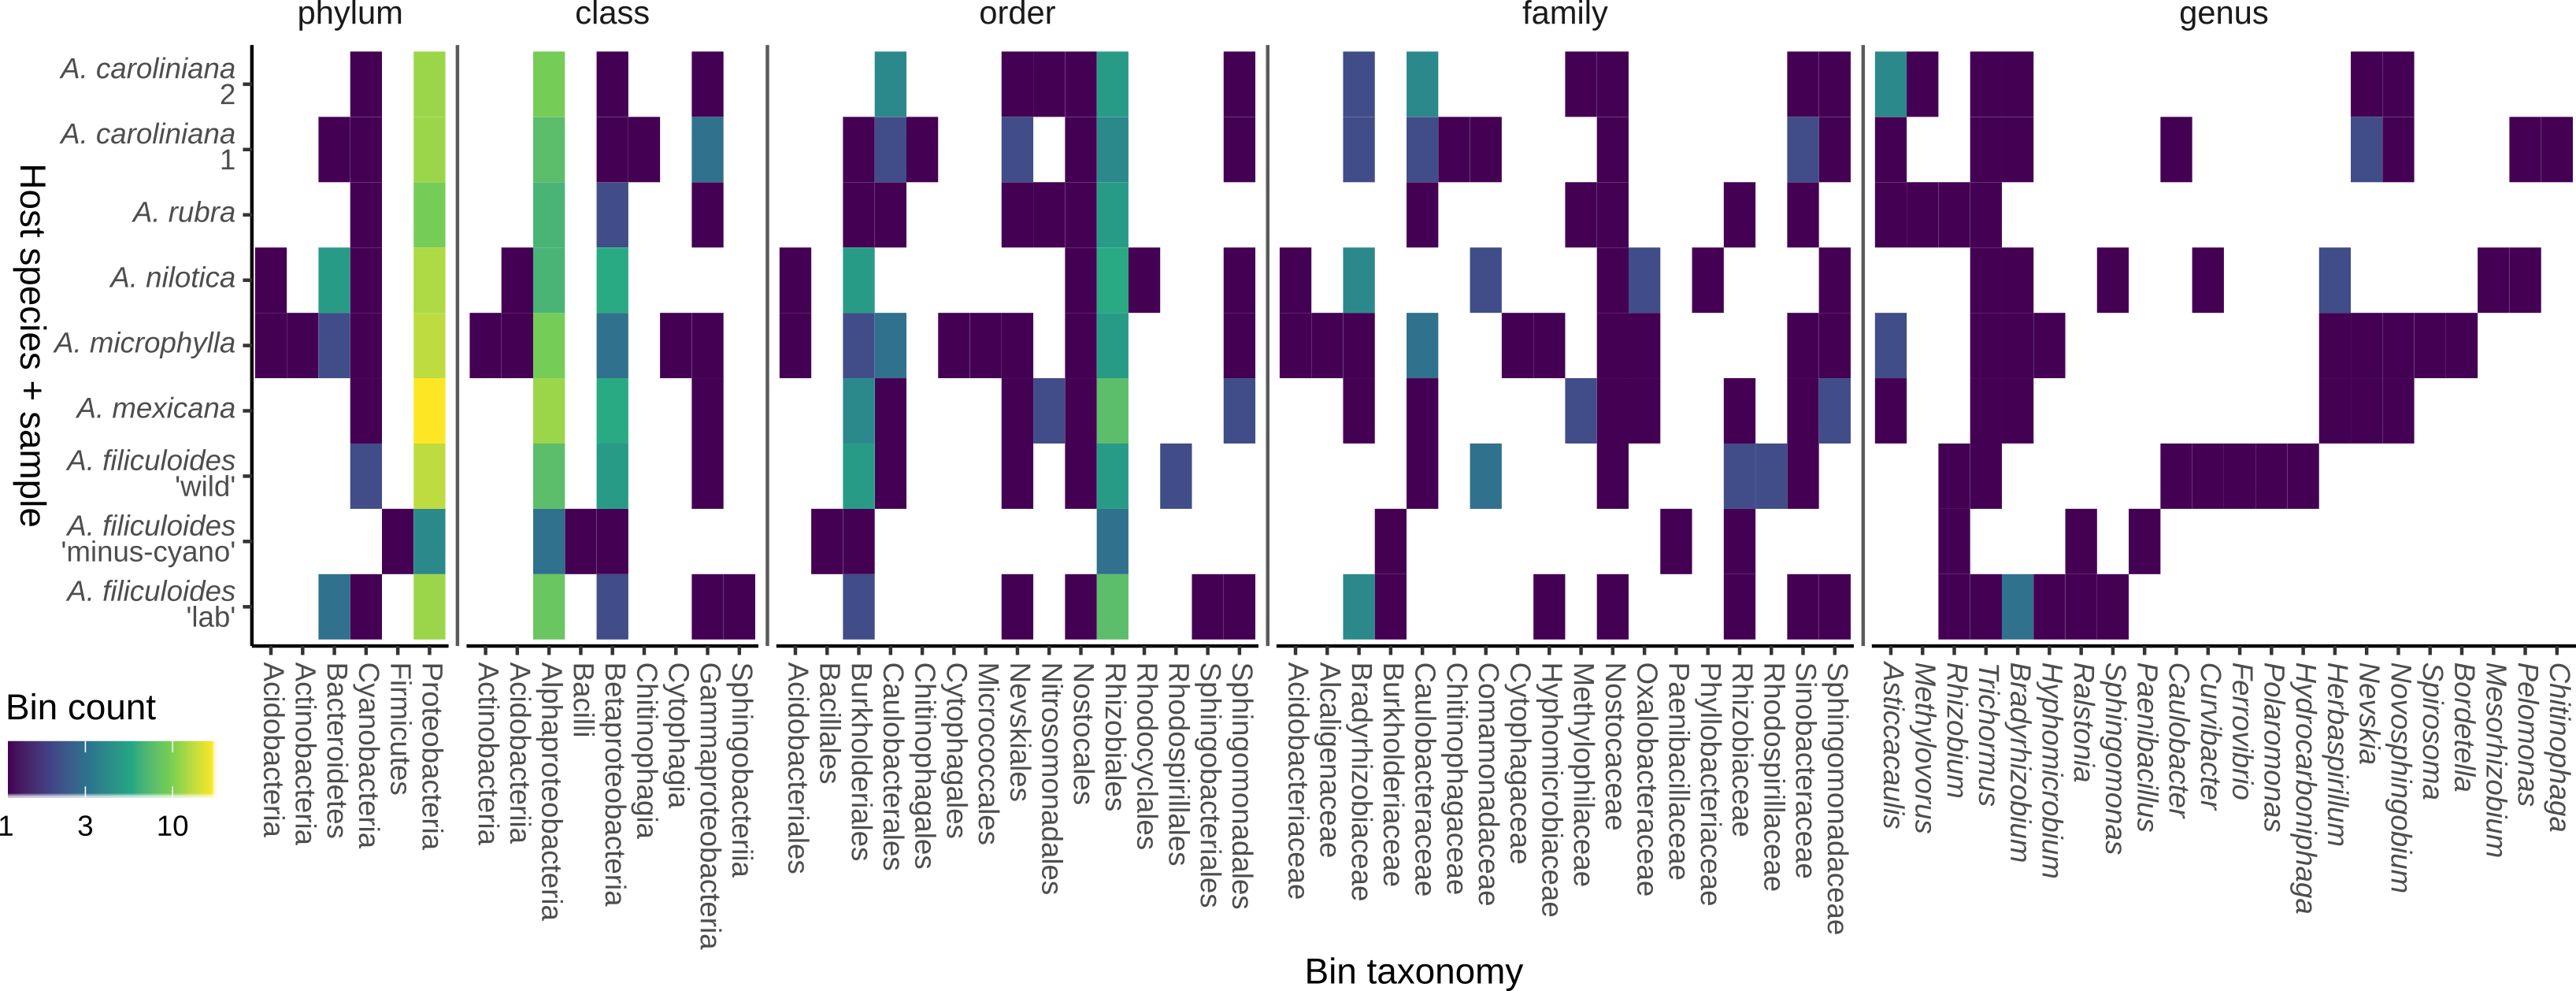 phylum
class
order
family
genus
Host species + sample
A. caroliniana
2
A. caroliniana
1
A. rubra
A. nilotica
A. microphylla
A. mexicana
A. filiculoides
'wild'
A. filiculoides
'minus-cyano'
A. filiculoides
'lab'
Acidobacteria
Actinobacteria
Bacteroidetes
Cyanobacteria
Firmicutes
Proteobacteria
Actinobacteria
Acidobacteriia
Alphaproteobacteria
Bacilli
Betaproteobacteria
Chitinophagia
Cytophagia
Gammaproteobacteria
Sphingobacteriia
Acidobacteriales
Bacillales
Burkholderiales
Caulobacterales
Chitinophagales
Cytophagales
Micrococcales
Nevskiales
Nitrosomonadales
Nostocales
Rhizobiales
Rhodocyclales
Rhodospirillales
Sphingobacteriales
Sphingomonadales
Acidobacteriaceae
Alcaligenaceae
Bradyrhizobiaceae
Burkholderiaceae
Caulobacteraceae
Chitinophagaceae
Comamonadaceae
Cytophagaceae
Hyphomicrobiaceae
Methylophilaceae
Nostocaceae
Oxalobacteraceae
Paenibacillaceae
Phyllobacteriaceae
Rhizobiaceae
Rhodospirillaceae
Sinobacteraceae
Sphingomonadaceae
Asticcacaulis
Methylovorus
Rhizobium
Trichormus
Bradyrhizobium
Hyphomicrobium
Ralstonia
Sphingomonas
Paenibacillus
Caulobacter
Curvibacter
Ferrovibrio
Polaromonas
Hydrocarboniphaga
Herbaspirillum
Nevskia
Novosphingobium
Spirosoma
Bordetella
Mesorhizobium
Pelomonas
Chitinophaga
Bin count
1 3 10
Bin taxonomy